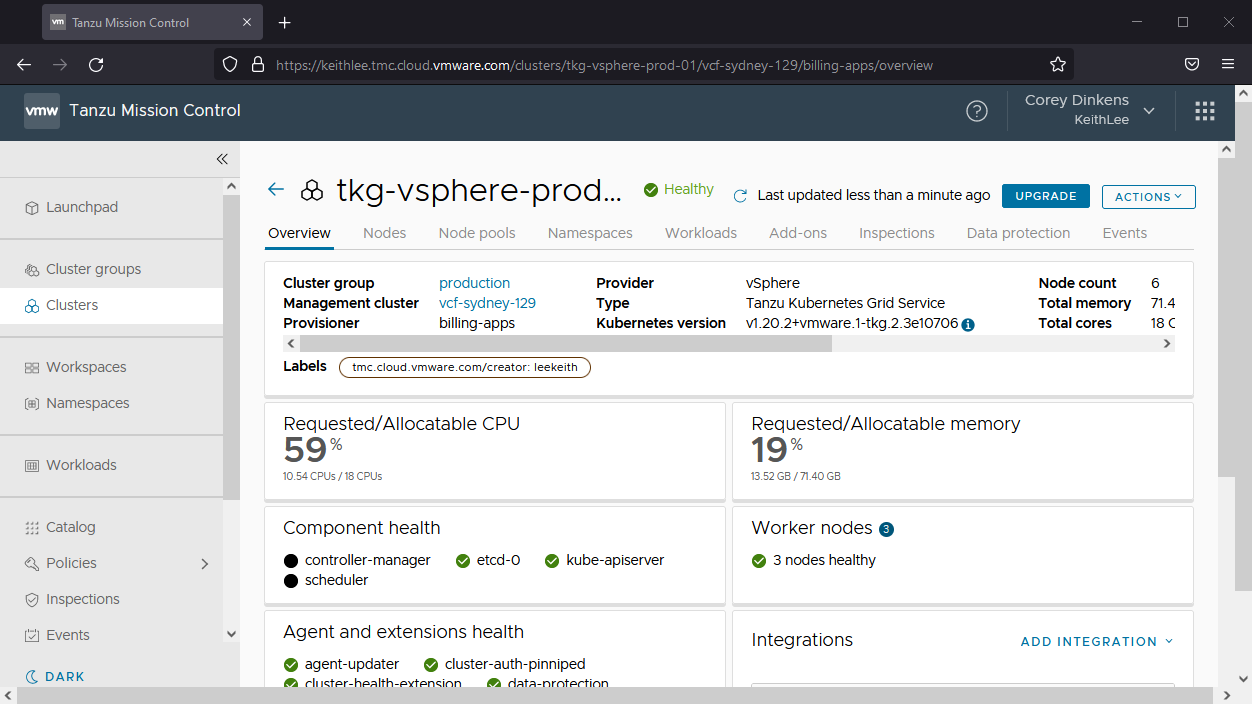 vm Tanzu Mission Control
https://keithlee.tmc.cloud.vmware.com/clusters/tkg-vsphere-prod-01/vcf-sydney-129/billing-apps/overview
vmw Tanzu Mission Control
Corey Dinkens
KeithLee
Launchpad
Cluster groups
Clusters
Workspaces
Namespaces
Workloads
Catalog
Policies
Inspections
Events
DARK
tkg-vsphere-prod...
Healthy
Last updated less than a minute ago
UPGRADE
ACTIONS
Overview Nodes Node pools Namespaces Workloads Add-ons Inspections Data protection Events
Cluster group production Provider vSphere Node count 6
Management cluster vcf-sydney-129 Type Tanzu Kubernetes Grid Service Total memory 71.4
Provisioner billing-apps Kubernetes version v1.20.2+vmware.1-tkg.2.3e10706 Total cores 18 C
Labels tmc.cloud.vmware.com/creator: leekeith
Requested/Allocatable CPU
59 %
10.54 CPUs / 18 CPUs
Requested/Allocatable memory
19 %
13.52 GB / 71.40 GB
Component health
controller-manager etcd-0 kube-apiserver
scheduler
Worker nodes 3
3 nodes healthy
Agent and extensions health
agent-updater cluster-auth-pinniped
cluster-health-extension data-protection
Integrations
ADD INTEGRATION